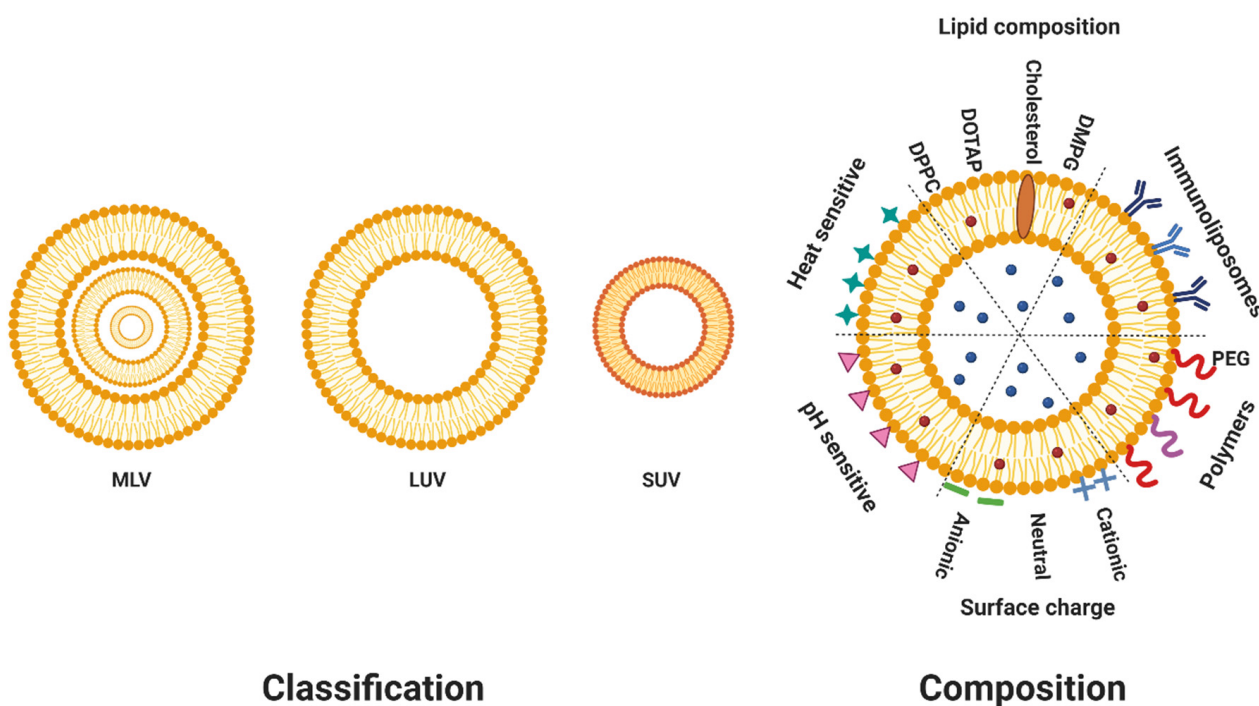 MLV
LUV
SUV
Classification
Lipid composition
DPPC
DOTAP
Cholesterol
DMPG
Immunoliposomes
Heat sensitive
PEG
Polymers
pH sensitive
Anionic
Neutral
Cationic
Surface charge
Composition